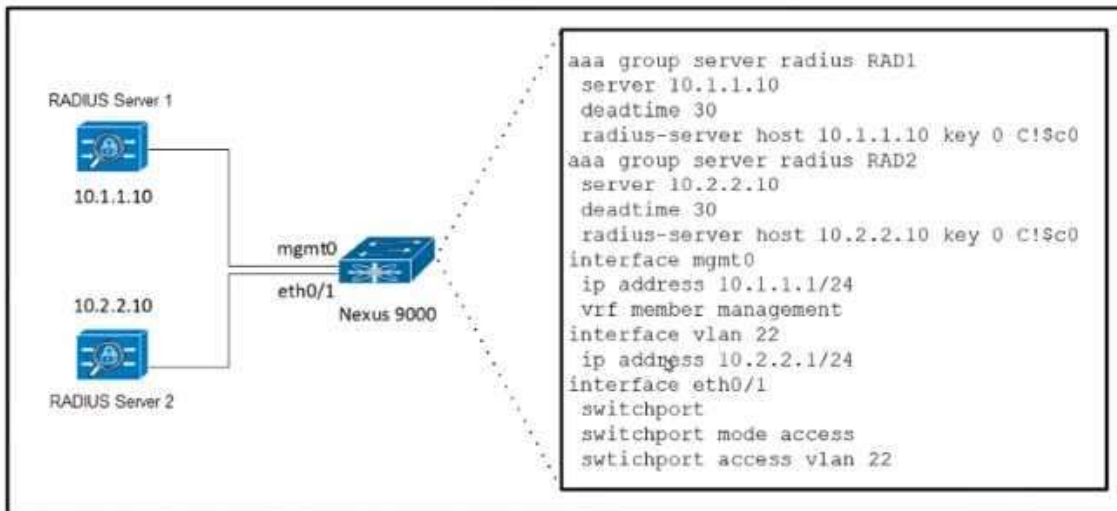 RADIUS Server 1
10.1.1.10
mgmt0
eth0/1
Nexus 9000
10.2.2.10
RADIUS Server 2
aaa group server radius RAD1
server 10.1.1.10
deadtime 30
radius-server host 10.1.1.10 key 0 C!$c0
aaa group server radius RAD2
server 10.2.2.10
deadtime 30
radius-server host 10.2.2.10 key 0 C!$c0
interface mgmt0
ip address 10.1.1.1/24
vrf member management
interface vlan 22
ip address 10.2.2.1/24
interface eth0/1
switchport
switchport mode access
swtichport access vlan 22